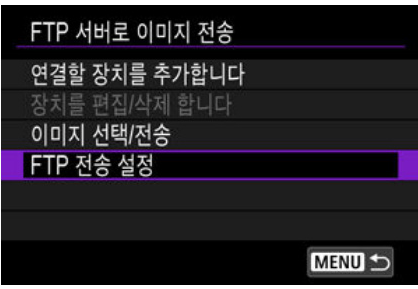 FTP 서버로 이미지 전송
연결할 장치를 추가합니다
장치를 편집/삭제 합니다
이미지 선택/전송
FTP 전송 설정
MENU